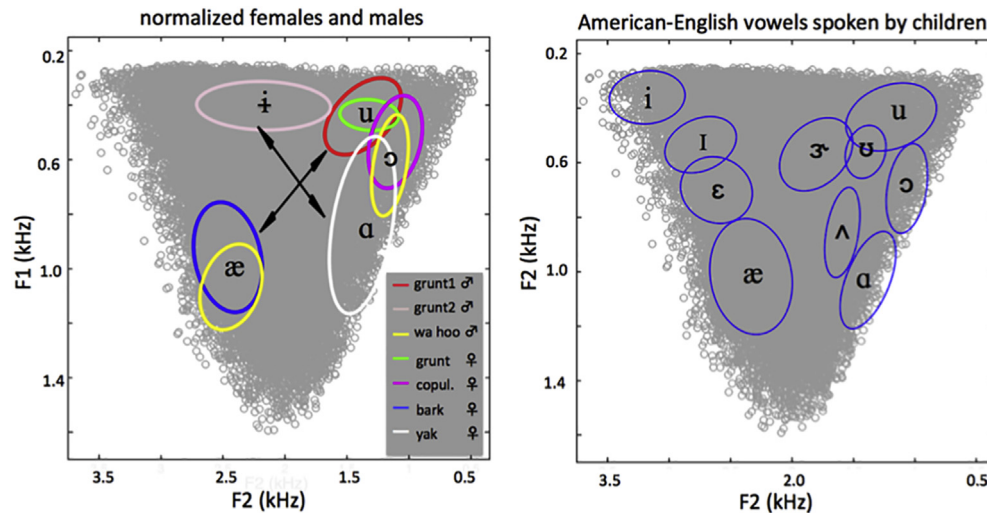 normalized females and males
0.2
0.6
1.0
1.4
F1 (kHz)
ɨ
u
ɔ
ɑ
æ
grunt1 ♂
grunt2 ♂
wa hoo ♂
grunt ♀
copul. ♀
bark ♀
yak ♀
3.5
2.5
1.5
0.5
F2 (kHz)
F2 (kHz)
American-English vowels spoken by children
0.2
0.6
1.0
1.4
F2 (kHz)
i
u
ɪ
ɝ
ʊ
ɛ
ɔ
ʌ
æ
ɑ
3.5
2.0
0.5
F2 (kHz)